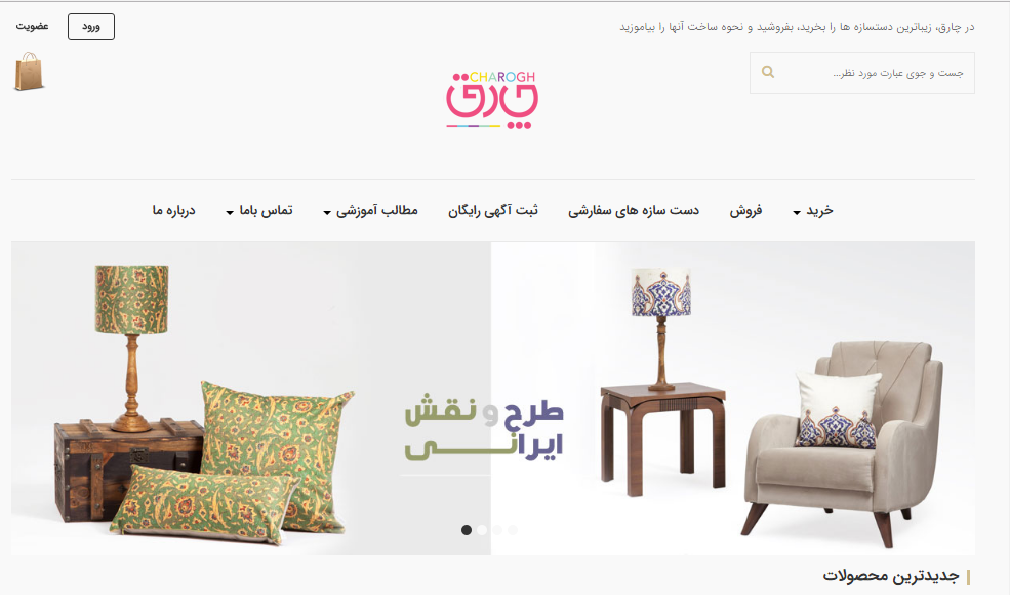 در چارق، زیباترین دستسازه ها را بخرید، بفروشید و نحوه ساخت آنها را بیاموزید
ورود
عضویت
جست و جوی عبارت مورد نظر...
CHAROGH
چارق
خرید
فروش
دست سازه های سفارشی
ثبت آگهی رایگان
مطالب آموزشی
تماس باما
درباره ما
طرح و نقش
ایرانی
جدیدترین محصولات